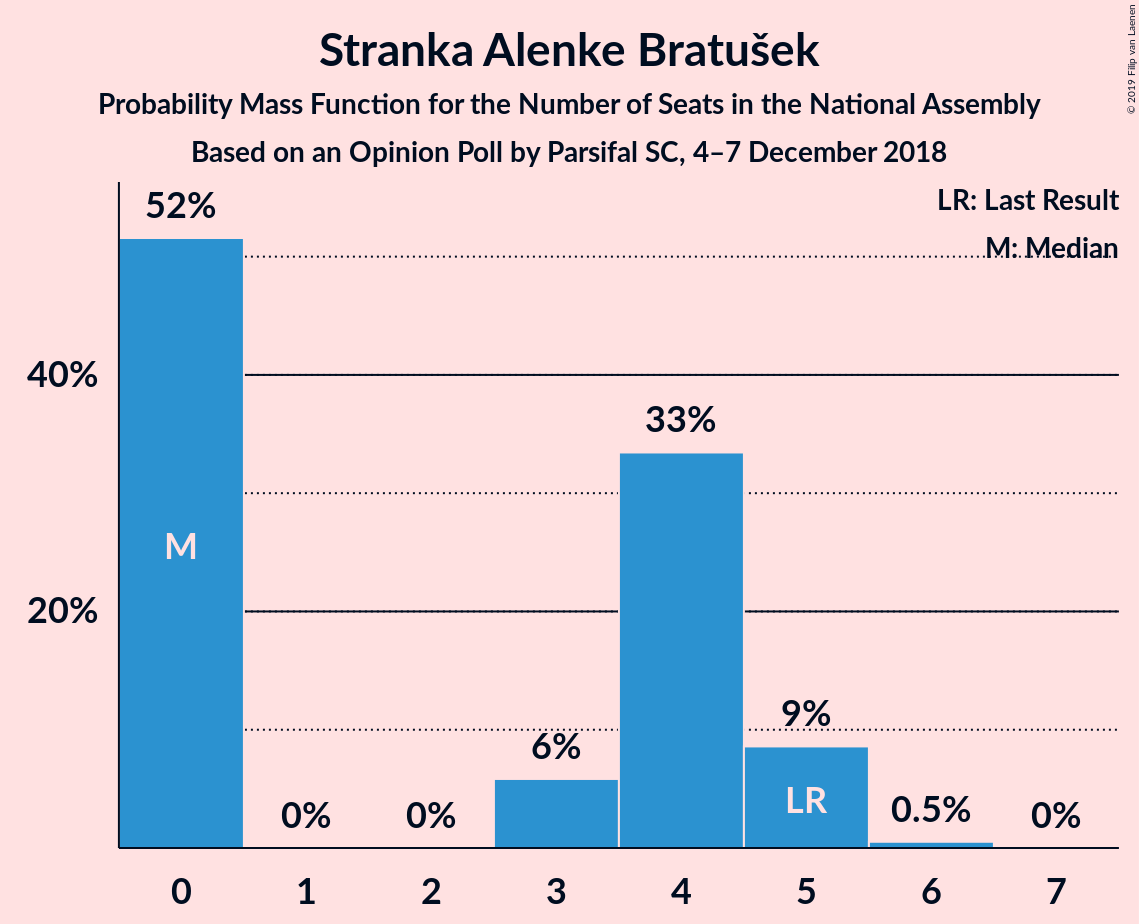 Stranka Alenke Bratušek
Probability Mass Function for the Number of Seats in the National Assembly
Based on an Opinion Poll by Parsifal SC, 4–7 December 2018
© 2019 Filip van Laenen
LR: Last Result
M: Median
52%
40%
33%
M
20%
9%
6%
LR
0%
0%
0.5%
0%
0 1 2 3 4 5 6 7